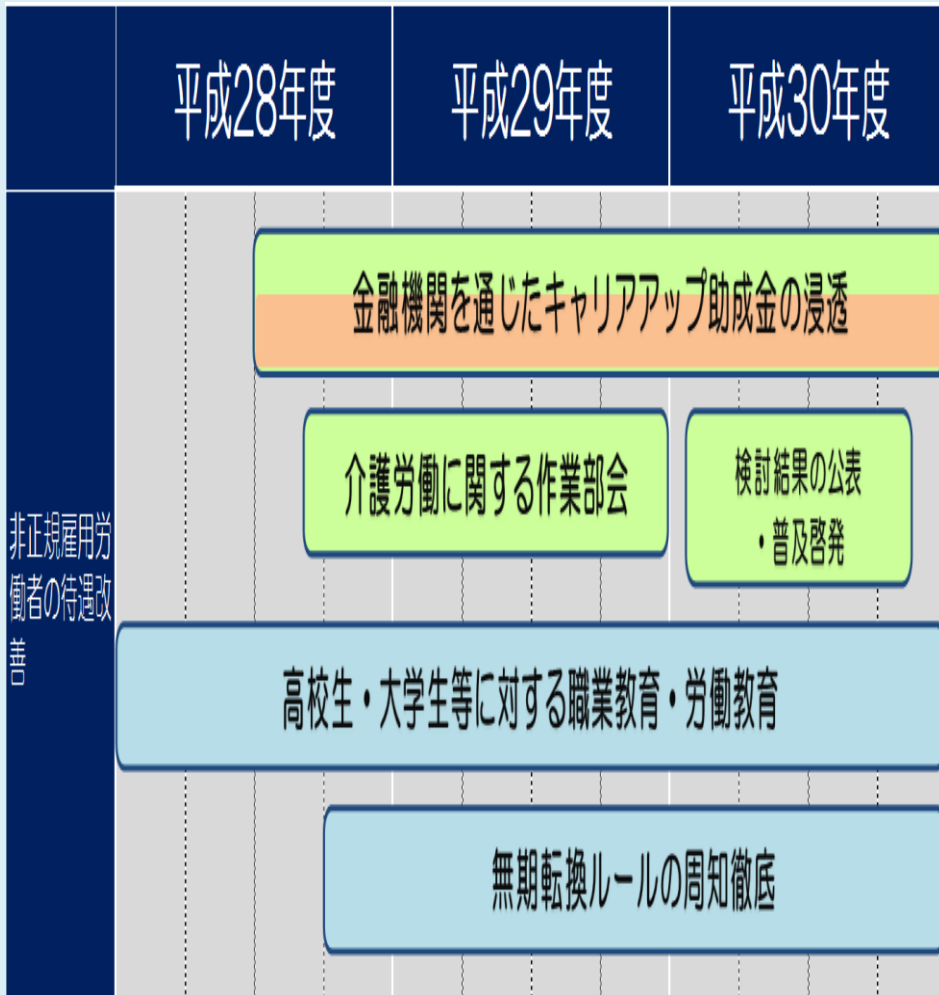 平成28年度
平成29年度
平成30年度
非正規雇用労
働者の待遇改
善
金融機関を通じたキャリアアップ助成金の浸透
介護労働に関する作業部会
検討結果の公表
・普及啓発
高校生・大学生等に対する職業教育・労働教育
無期転換ルールの周知徹底